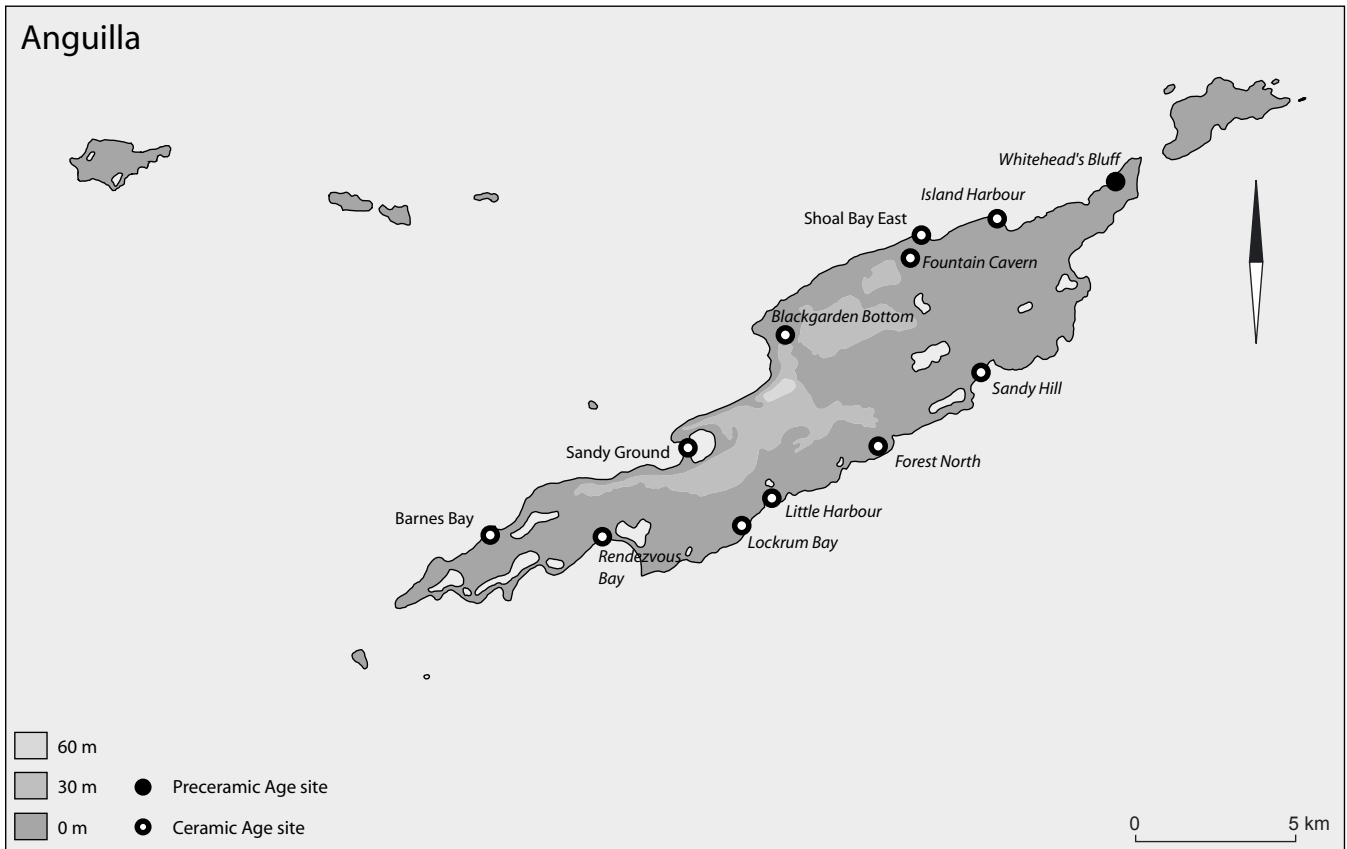 Anguilla
Whitehead's Bluff
Island Harbour
Shoal Bay East
Fountain Cavern
Blackgarden Bottom
Sandy Hill
Sandy Ground
Forest North
Little Harbour
Barnes Bay
Lockrum Bay
Rendezvous
Bay
60 m
30 m
Preceramic Age site
0 m
Ceramic Age site
0
5 km